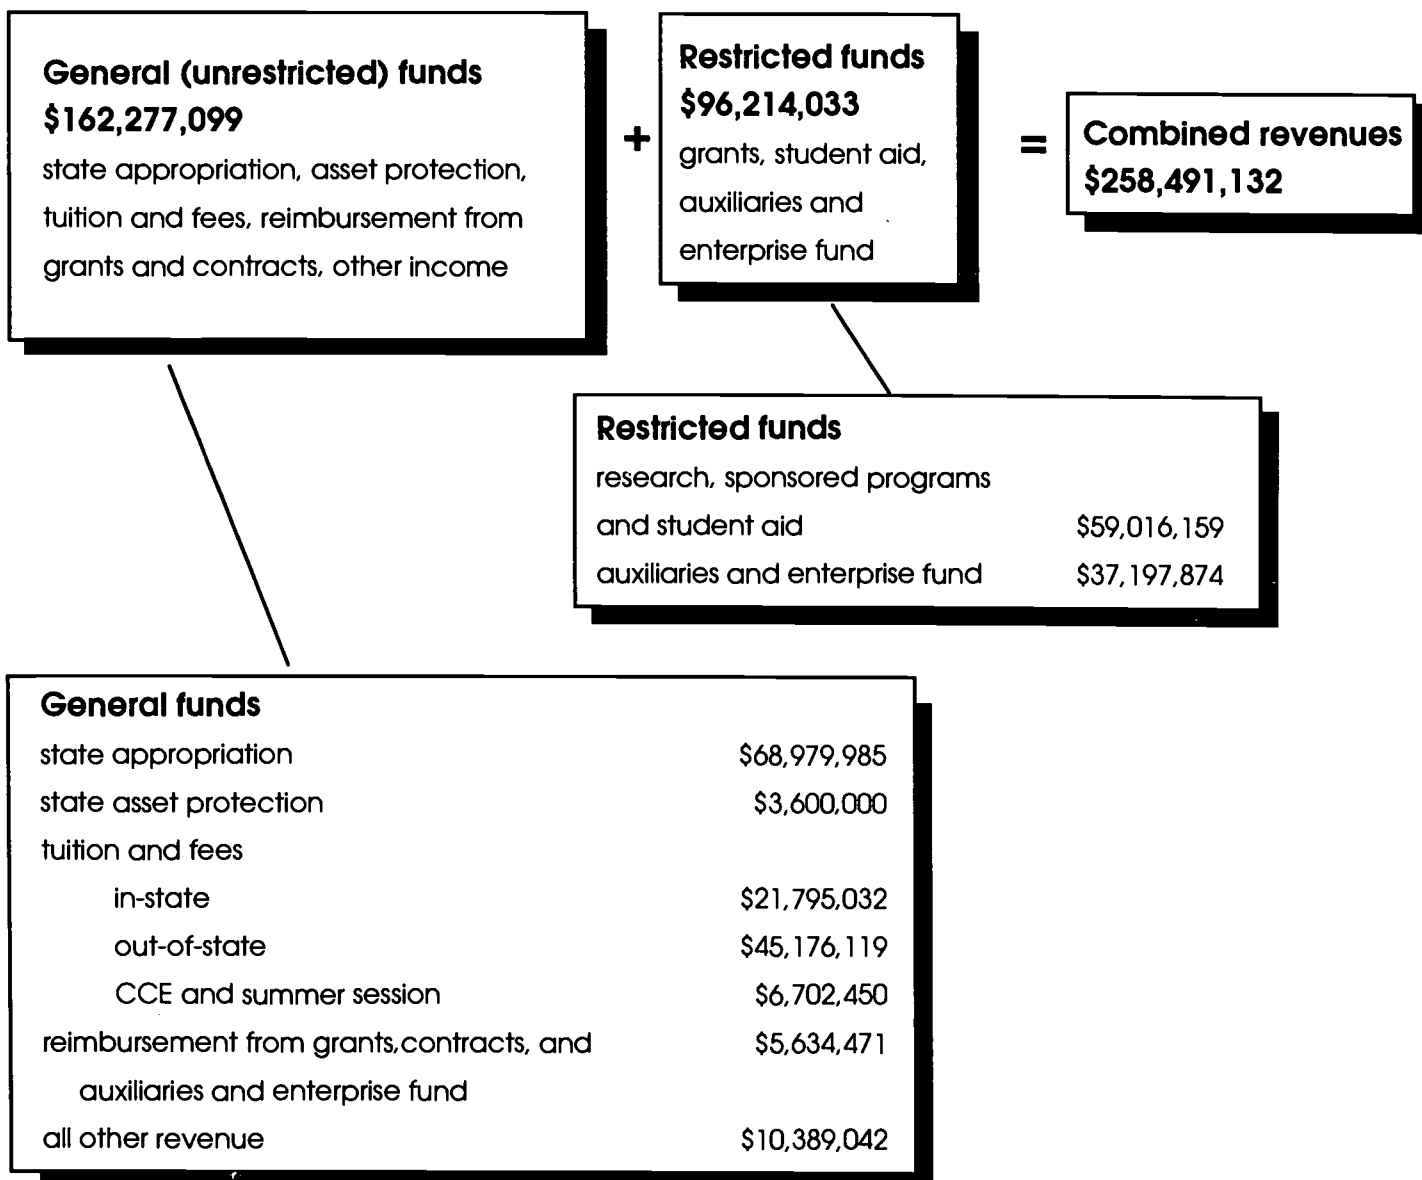 General (unrestricted) funds
$162,277,099
state appropriation, asset protection,
tuition and fees, reimbursement from
grants and contracts, other income
+
Restricted funds
$96,214,033
grants, student aid,
auxiliaries and
enterprise fund
=
Combined revenues
$258,491,132
Restricted funds
research, sponsored programs
and student aid $59,016,159
auxiliaries and enterprise fund $37,197,874
General funds
state appropriation $68,979,985
state asset protection $3,600,000
tuition and fees
in-state $21,795,032
out-of-state $45,176,119
CCE and summer session $6,702,450
reimbursement from grants,contracts, and $5,634,471
auxiliaries and enterprise fund
all other revenue $10,389,042